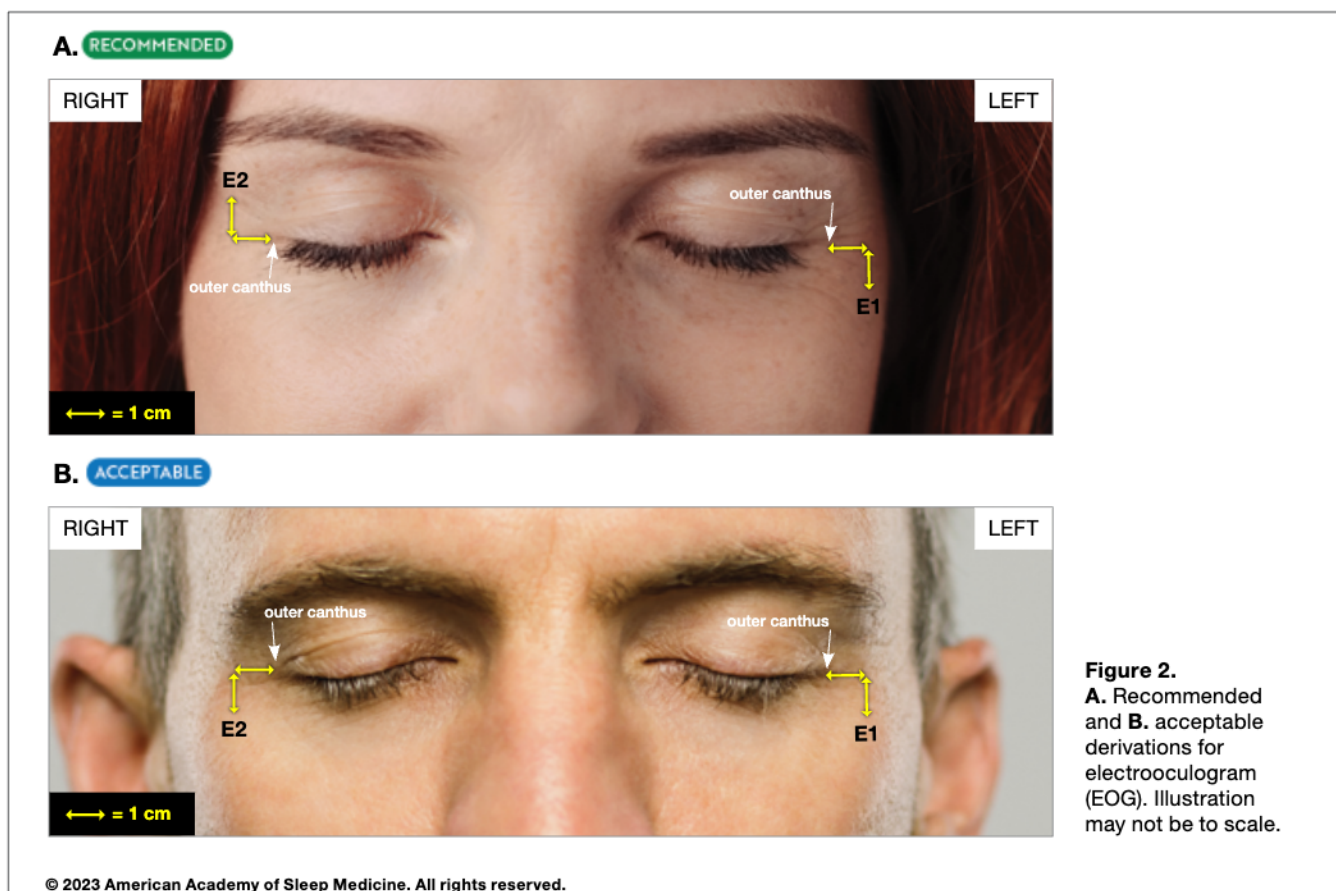 A. RECOMMENDED
RIGHT
LEFT
E2
outer canthus
outer canthus
E1
= 1 cm
B. ACCEPTABLE
RIGHT
LEFT
outer canthus
outer canthus
E2
E1
= 1 cm
Figure 2.
A. Recommended
and B. acceptable
derivations for
electrooculogram
(EOG). Illustration
may not be to scale.
© 2023 American Academy of Sleep Medicine. All rights reserved.